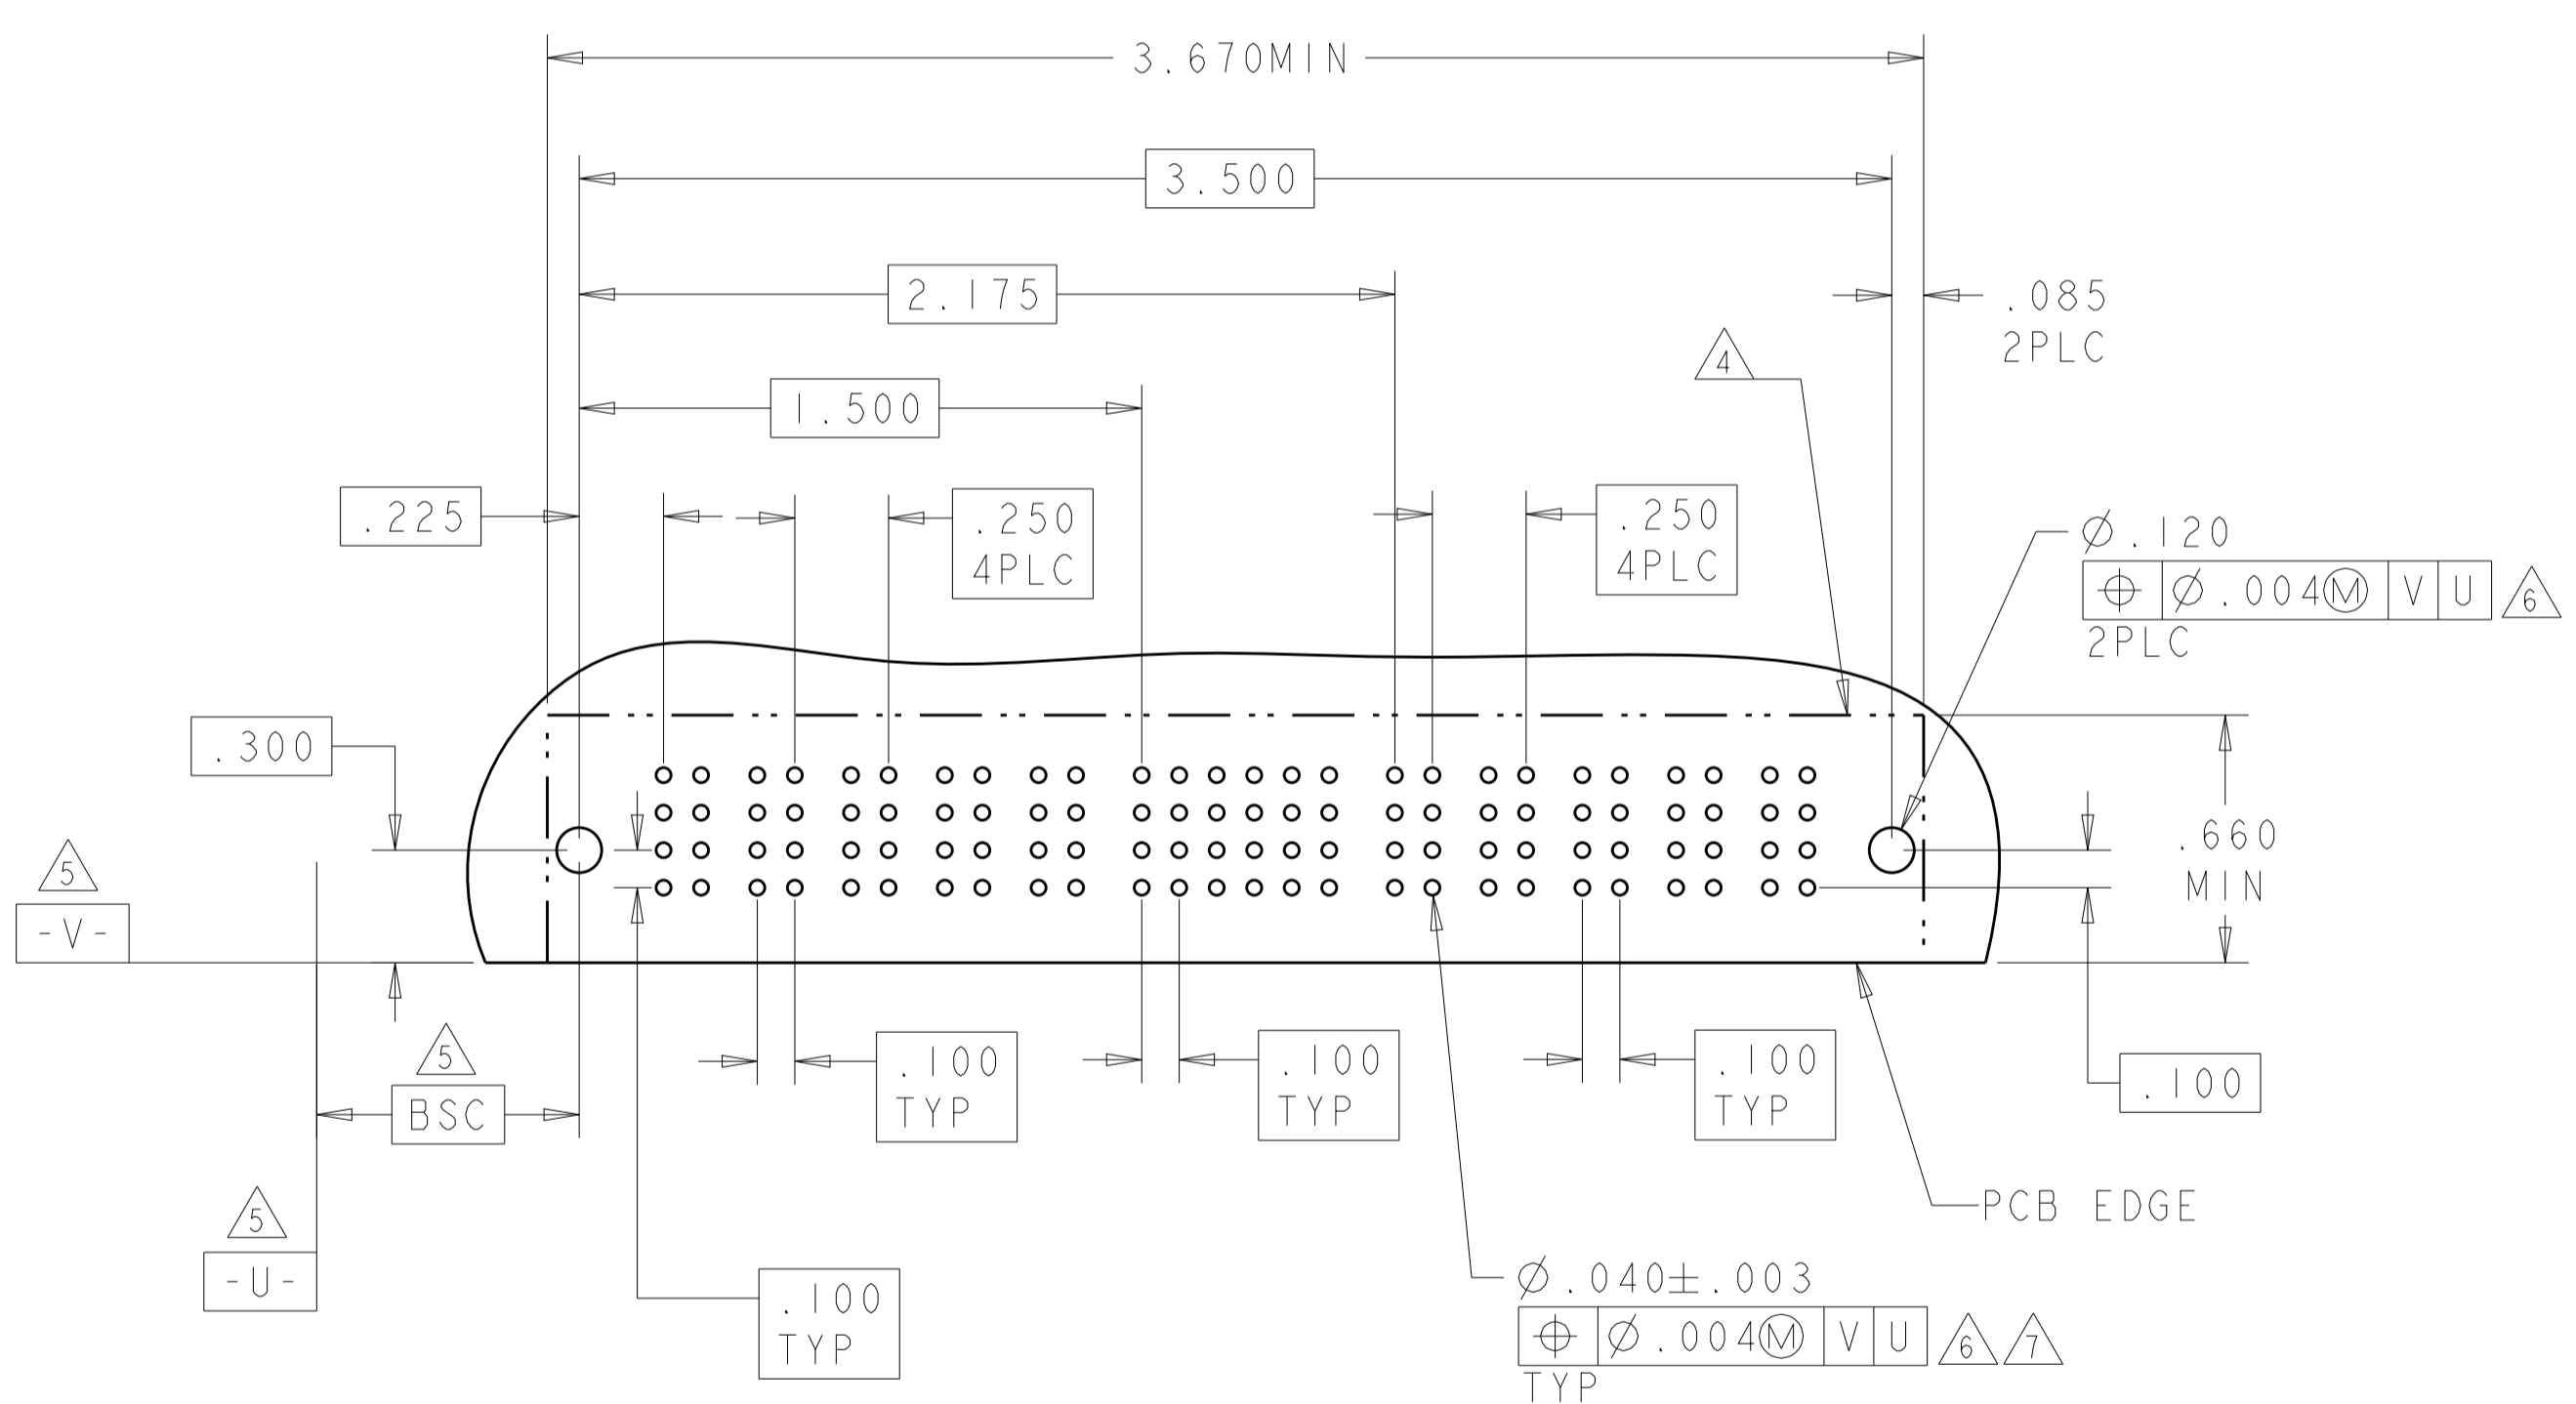 3.670MIN
3.500
2.175
.085
2PLC
4
1.500
.225
.250
4PLC
.250
4PLC
⌀.120
⌖ ⌀.004Ⓜ V U 6
2PLC
.300
.660
MIN
5
-V-
5
BSC
.100
TYP
.100
TYP
.100
TYP
.100
5
-U-
PCB EDGE
.100
TYP
⌀.040±.003
⌖ ⌀.004Ⓜ V U 6 7
TYP